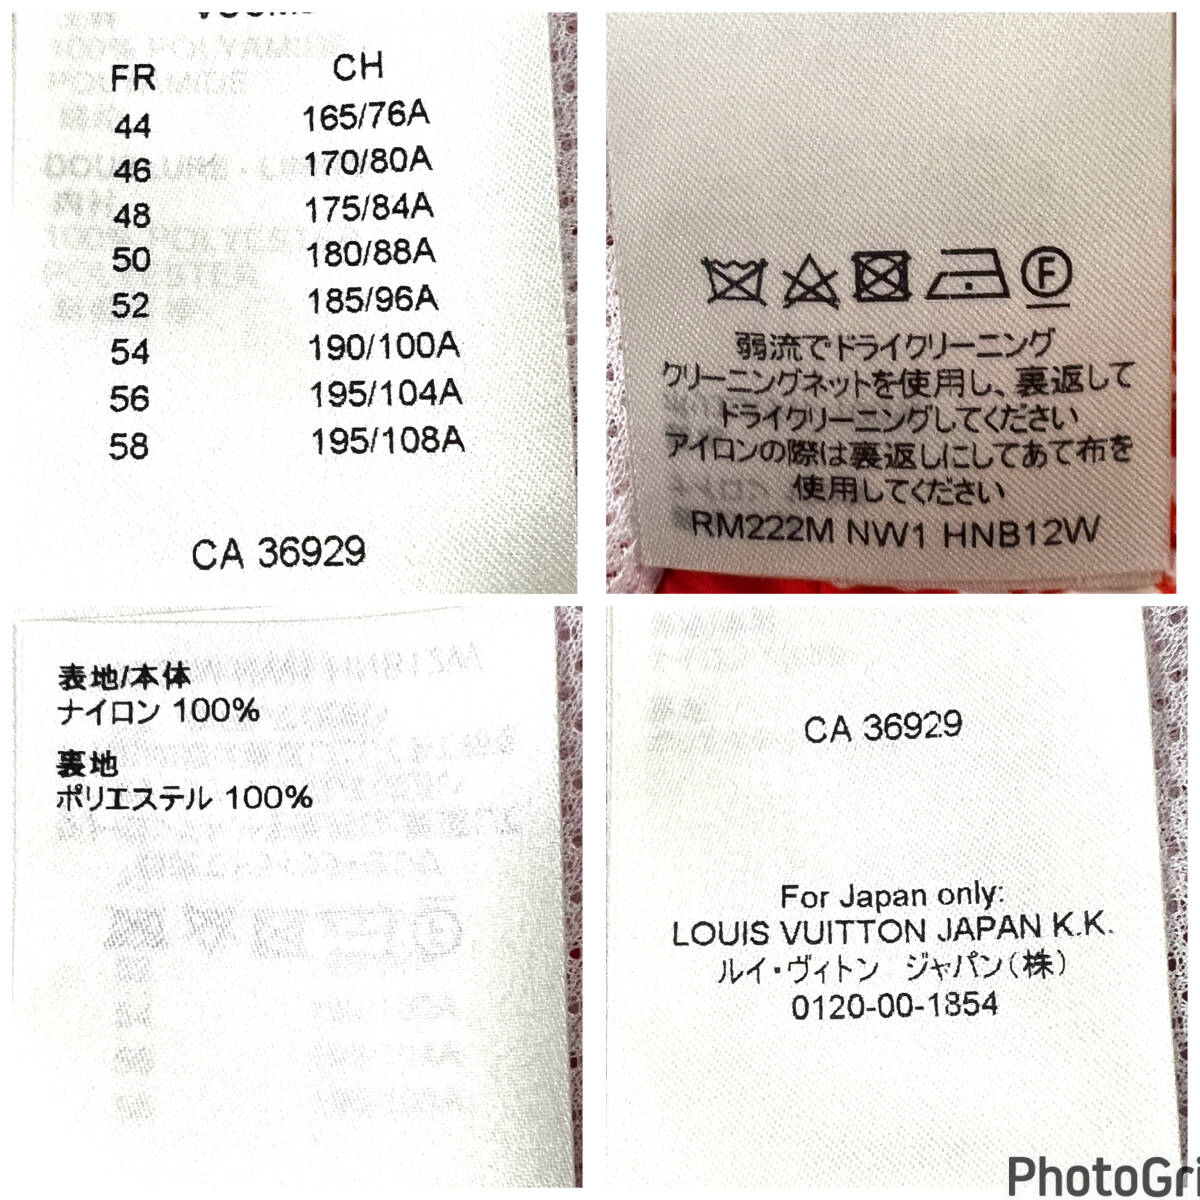 FR CH
44 165/76A
46 170/80A
48 175/84A
50 180/88A
52 185/96A
54 190/100A
56 195/104A
58 195/108A
CA 36929
F
弱流でドライクリーニング
クリーニングネットを使用し、裏返して
ドライクリーニングしてください
アイロンの際は裏返しにしてあて布を
使用してください
RM222M NW1 HNB12W
表地/本体
ナイロン 100%
裏地
ポリエステル 100%
CA 36929
For Japan only:
LOUIS VUITTON JAPAN K.K.
ルイ・ヴィトン ジャパン(株)
0120-00-1854
PhotoGri